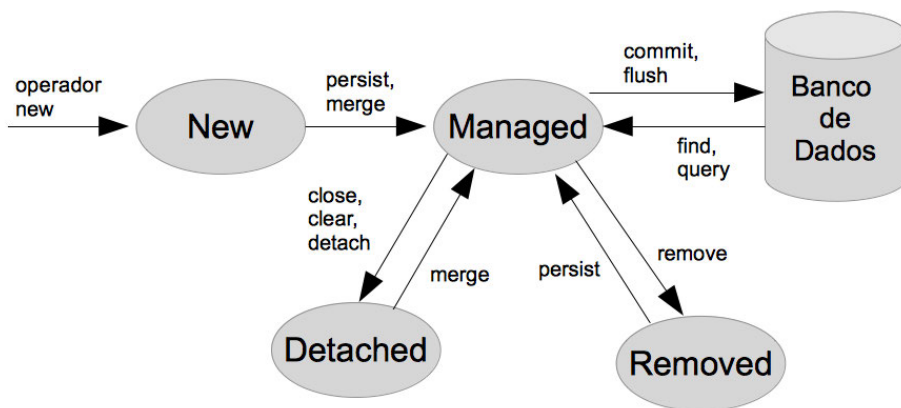 operador
new
New
persist,
merge
Managed
commit,
flush
find,
query
Banco
de
Dados
close,
clear,
detach
merge
persist
remove
Detached
Removed